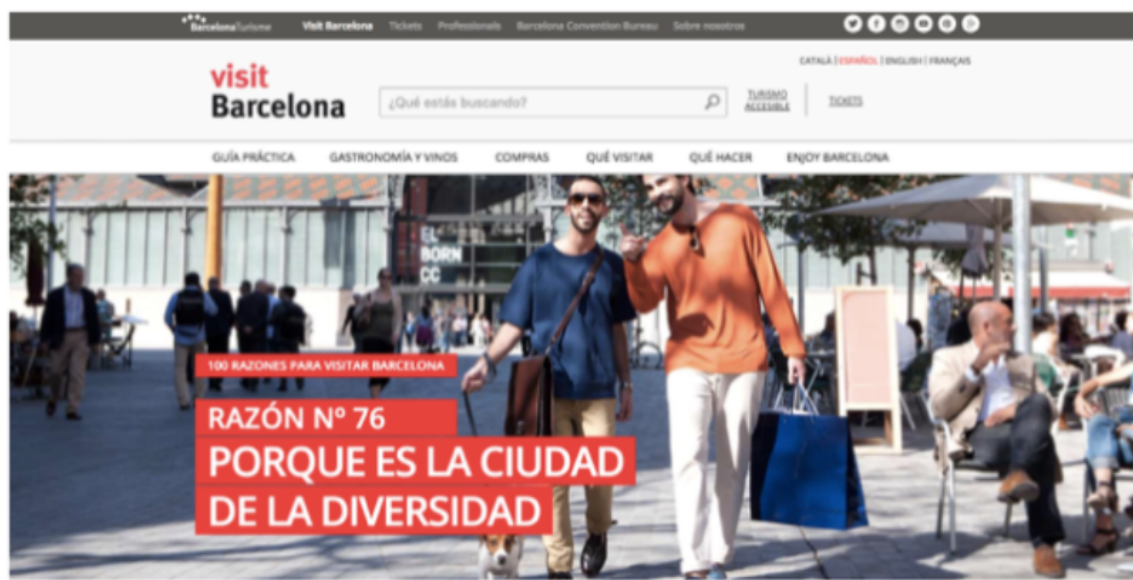 BarcelonaTurisme Visit Barcelona Tickets Professionals Barcelona Convention Bureau Sobre nosotros
CATALÀ | ESPAÑOL | ENGLISH | FRANÇAIS
visit
Barcelona
¿Qué estás buscando?
TURISMO
ACCESIBLE
TICKETS
GUÍA PRÁCTICA GASTRONOMÍA Y VINOS COMPRAS QUÉ VISITAR QUÉ HACER ENJOY BARCELONA
EL
BORN
CC
100 RAZONES PARA VISITAR BARCELONA
RAZÓN Nº 76
PORQUE ES LA CIUDAD
DE LA DIVERSIDAD